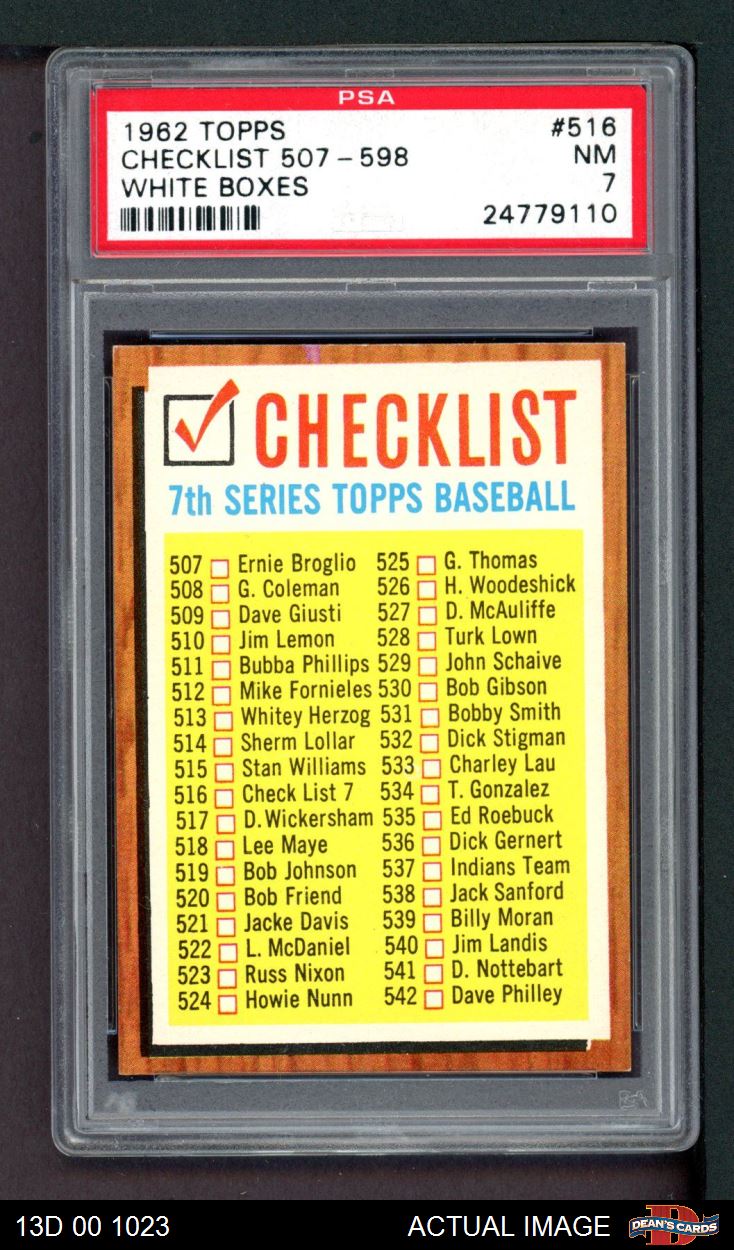 PSA
1962 TOPPS #516
CHECKLIST 507 - 598 NM
WHITE BOXES 7
24779110
CHECKLIST
7th SERIES TOPPS BASEBALL
507 Ernie Broglio 525 G. Thomas
508 G. Coleman 526 H. Woodeshick
509 Dave Giusti 527 D. McAuliffe
510 Jim Lemon 528 Turk Lown
511 Bubba Phillips 529 John Schaive
512 Mike Fornieles 530 Bob Gibson
513 Whitey Herzog 531 Bobby Smith
514 Sherm Lollar 532 Dick Stigman
515 Stan Williams 533 Charley Lau
516 Check List 7 534 T. Gonzalez
517 D. Wickersham 535 Ed Roebuck
518 Lee Maye 536 Dick Gernert
519 Bob Johnson 537 Indians Team
520 Bob Friend 538 Jack Sanford
521 Jacke Davis 539 Billy Moran
522 L. McDaniel 540 Jim Landis
523 Russ Nixon 541 D. Nottebart
524 Howie Nunn 542 Dave Philley
13D 00 1023 ACTUAL IMAGE DEAN'S CARDS